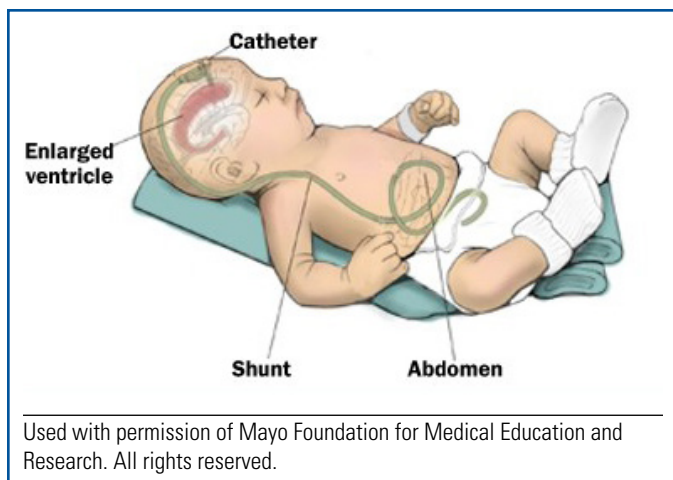 Catheter
Enlarged
ventricle
Shunt
Abdomen
Used with permission of Mayo Foundation for Medical Education and
Research. All rights reserved.